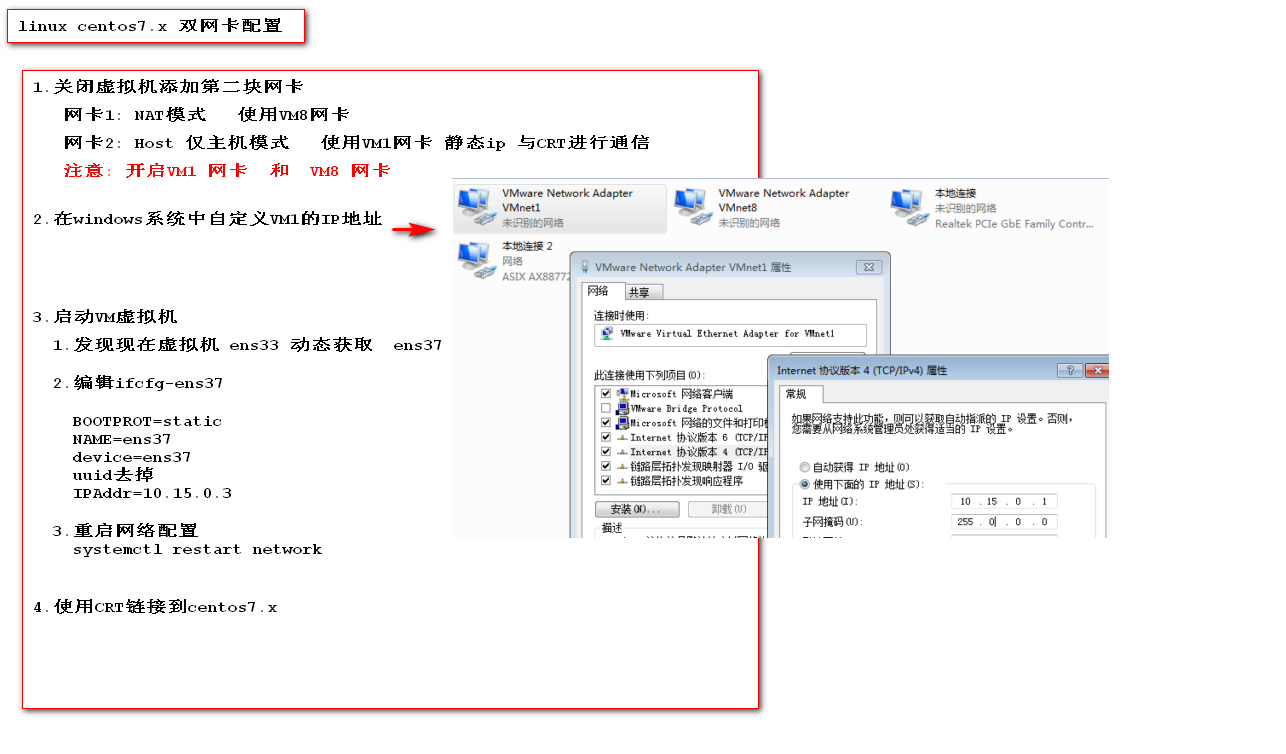 linux centos7.x 双网卡配置
1.关闭虚拟机添加第二块网卡
网卡1: NAT模式 使用VM8网卡
网卡2: Host 仅主机模式 使用VM1网卡 静态ip 与CRT进行通信
注意: 开启VM1 网卡 和 VM8 网卡
2.在windows系统中自定义VM1的IP地址
3.启动VM虚拟机
1.发现现在虚拟机 ens33 动态获取 ens37
2.编辑ifcfg-ens37
BOOTPROT=static
NAME=ens37
device=ens37
uuid去掉
IPAddr=10.15.0.3
3.重启网络配置
systemctl restart network
4.使用CRT链接到centos7.x
VMware Network Adapter
VMnet1
未识别的网络
VMware Network Adapter
VMnet8
未识别的网络
本地连接
未识别的网络
Realtek PCIe GbE Family Contr...
本地连接 2
网络
ASIX AX88772
VMware Network Adapter VMnet1 属性
网络
共享
连接时使用:
VMware Virtual Ethernet Adapter for VMnet1
此连接使用下列项目(O):
Microsoft 网络客户端
VMware Bridge Protocol
Microsoft 网络的文件和打印机
Internet 协议版本 6 (TCP/IP
Internet 协议版本 4 (TCP/IP
链路层拓扑发现映射器 I/O 驱
链路层拓扑发现响应程序
安装(N)...
卸载(U)
描述
Internet 协议版本 4 (TCP/IPv4) 属性
常规
如果网络支持此功能，则可以获取自动指派的 IP 设置。否则，
您需要从网络系统管理员处获得适当的 IP 设置。
自动获得 IP 地址(O)
使用下面的 IP 地址(S):
IP 地址(I):
10 . 15 . 0 . 1
子网掩码(U):
255 . 0 . 0 . 0